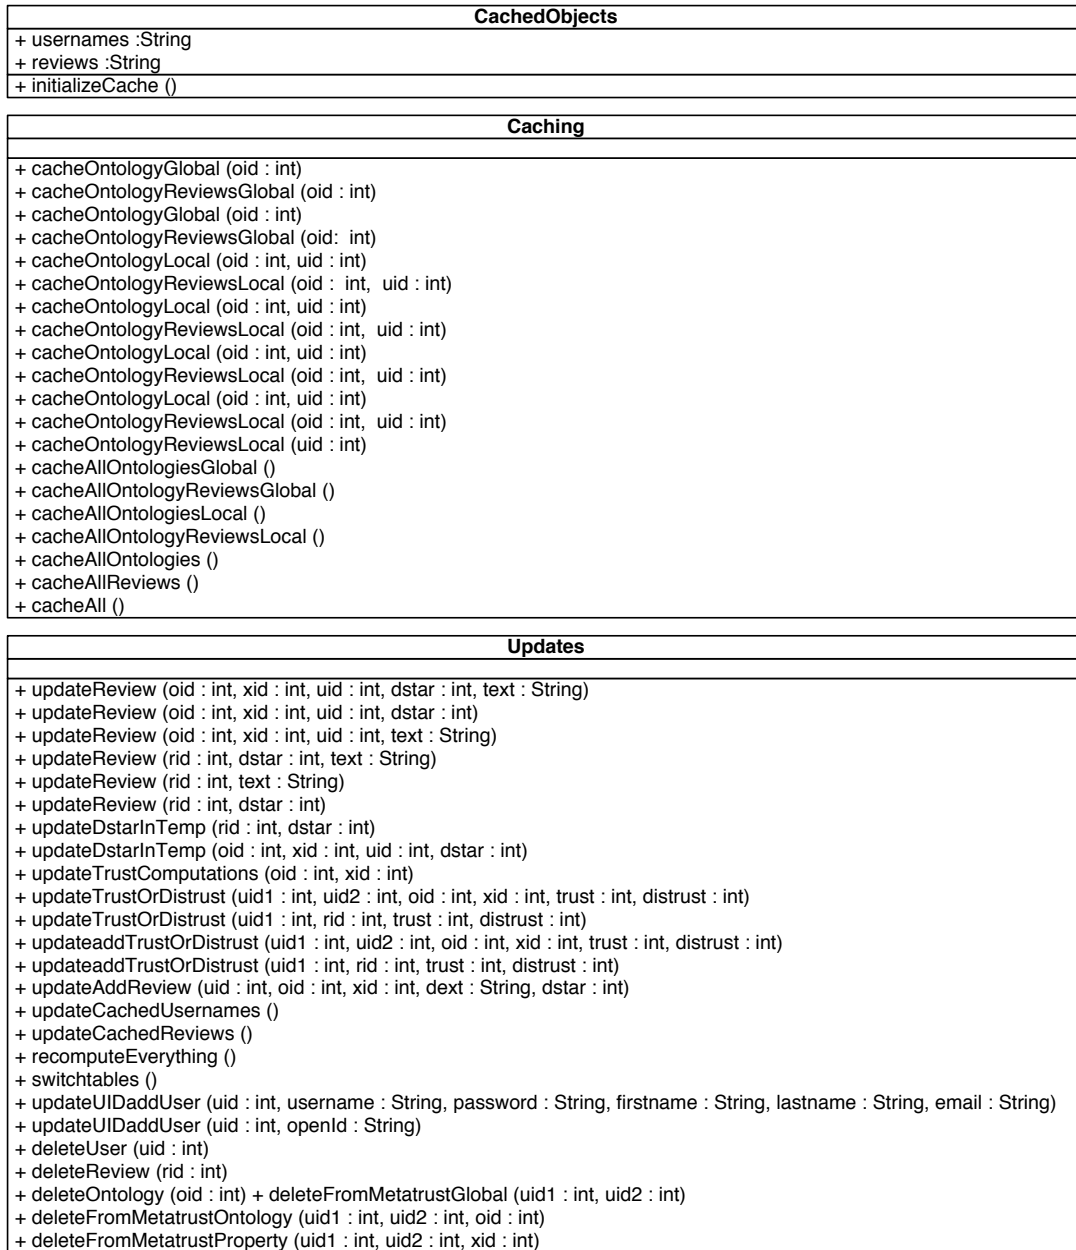 CachedObjects
+ usernames :String
+ reviews :String
+ initializeCache ()
Caching
+ cacheOntologyGlobal (oid : int)
+ cacheOntologyReviewsGlobal (oid : int)
+ cacheOntologyGlobal (oid : int)
+ cacheOntologyReviewsGlobal (oid:  int)
+ cacheOntologyLocal (oid : int, uid : int)
+ cacheOntologyReviewsLocal (oid :  int,  uid : int)
+ cacheOntologyLocal (oid : int, uid : int)
+ cacheOntologyReviewsLocal (oid : int,  uid : int)
+ cacheOntologyLocal (oid : int, uid : int)
+ cacheOntologyReviewsLocal (oid : int,  uid : int)
+ cacheOntologyLocal (oid : int, uid : int)
+ cacheOntologyReviewsLocal (oid : int,  uid : int)
+ cacheOntologyReviewsLocal (uid : int)
+ cacheAllOntologiesGlobal ()
+ cacheAllOntologyReviewsGlobal ()
+ cacheAllOntologiesLocal ()
+ cacheAllOntologyReviewsLocal ()
+ cacheAllOntologies ()
+ cacheAllReviews ()
+ cacheAll ()
Updates
+ updateReview (oid : int, xid : int, uid : int, dstar : int, text : String)
+ updateReview (oid : int, xid : int, uid : int, dstar : int)
+ updateReview (oid : int, xid : int, uid : int, text : String)
+ updateReview (rid : int, dstar : int, text : String)
+ updateReview (rid : int, text : String)
+ updateReview (rid : int, dstar : int)
+ updateDstarInTemp (rid : int, dstar : int)
+ updateDstarInTemp (oid : int, xid : int, uid : int, dstar : int)
+ updateTrustComputations (oid : int, xid : int)
+ updateTrustOrDistrust (uid1 : int, uid2 : int, oid : int, xid : int, trust : int, distrust : int)
+ updateTrustOrDistrust (uid1 : int, rid : int, trust : int, distrust : int)
+ updateaddTrustOrDistrust (uid1 : int, uid2 : int, oid : int, xid : int, trust : int, distrust : int)
+ updateaddTrustOrDistrust (uid1 : int, rid : int, trust : int, distrust : int)
+ updateAddReview (uid : int, oid : int, xid : int, dext : String, dstar : int)
+ updateCachedUsernames ()
+ updateCachedReviews ()
+ recomputeEverything ()
+ switchtables ()
+ updateUIDaddUser (uid : int, username : String, password : String, firstname : String, lastname : String, email : String)
+ updateUIDaddUser (uid : int, openId : String)
+ deleteUser (uid : int)
+ deleteReview (rid : int)
+ deleteOntology (oid : int) + deleteFromMetatrustGlobal (uid1 : int, uid2 : int)
+ deleteFromMetatrustOntology (uid1 : int, uid2 : int, oid : int)
+ deleteFromMetatrustProperty (uid1 : int, uid2 : int, xid : int)